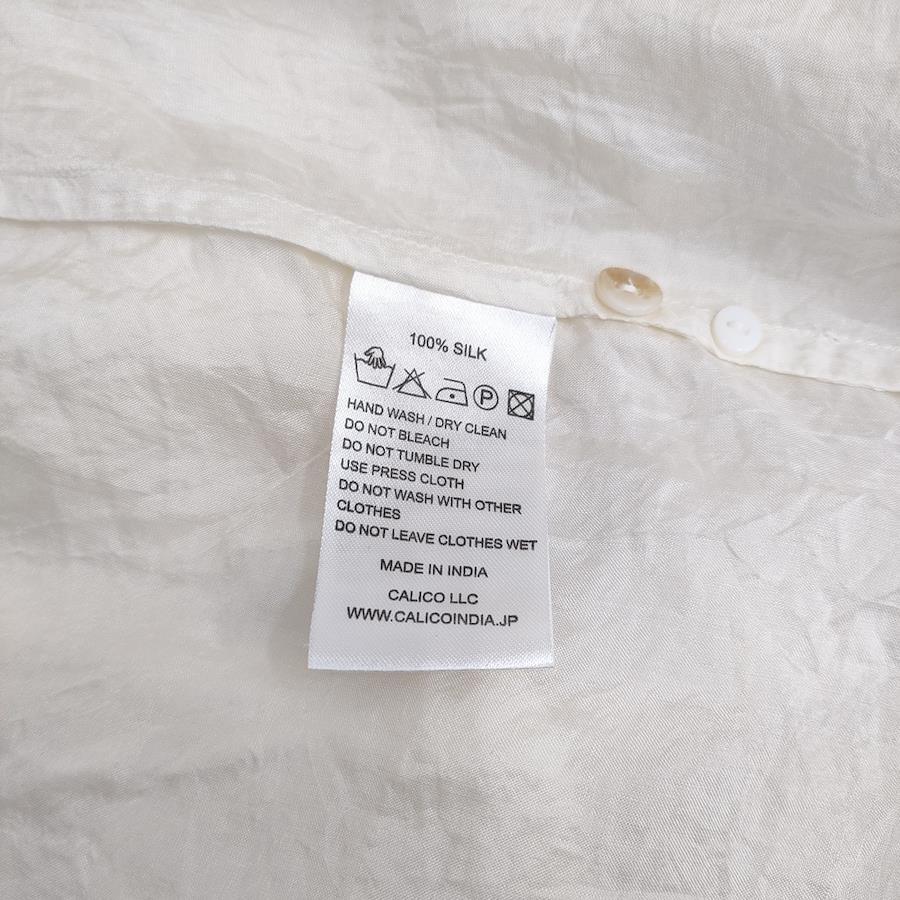 100% SILK
P
HAND WASH / DRY CLEAN
DO NOT BLEACH
DO NOT TUMBLE DRY
USE PRESS CLOTH
DO NOT WASH WITH OTHER
CLOTHES
DO NOT LEAVE CLOTHES WET
MADE IN INDIA
CALICO LLC
WWW.CALICOINDIA.JP